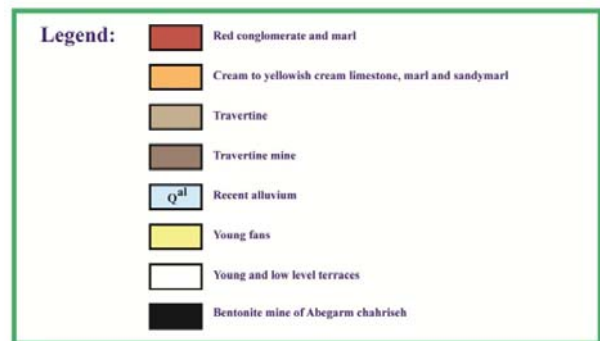 Legend:
Red conglomerate and marl
Cream to yellowish cream limestone, marl and sandymarl
Travertine
Travertine mine
Q^al Recent alluvium
Young fans
Young and low level terraces
Bentonite mine of Abegarm chahriseh